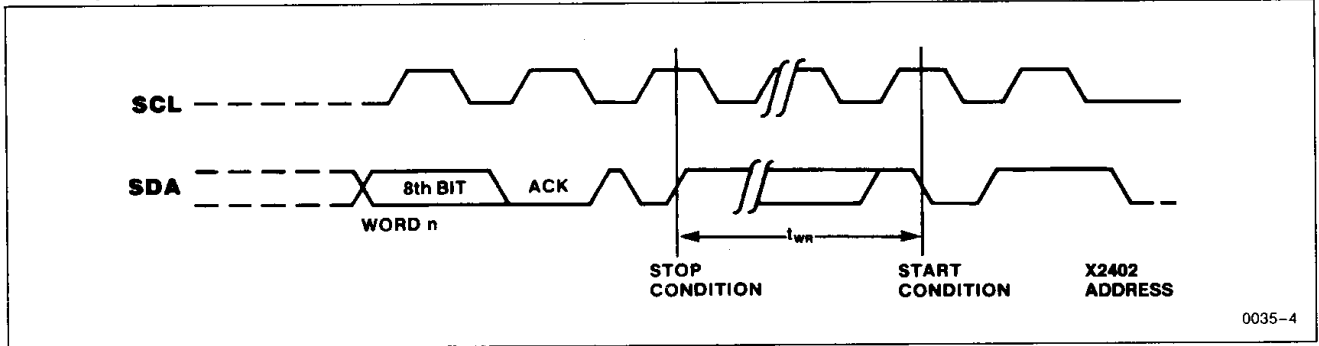 SCL
SDA
8th BIT
ACK
WORD n
tWR
STOP
CONDITION
START
CONDITION
X2402
ADDRESS
0035-4